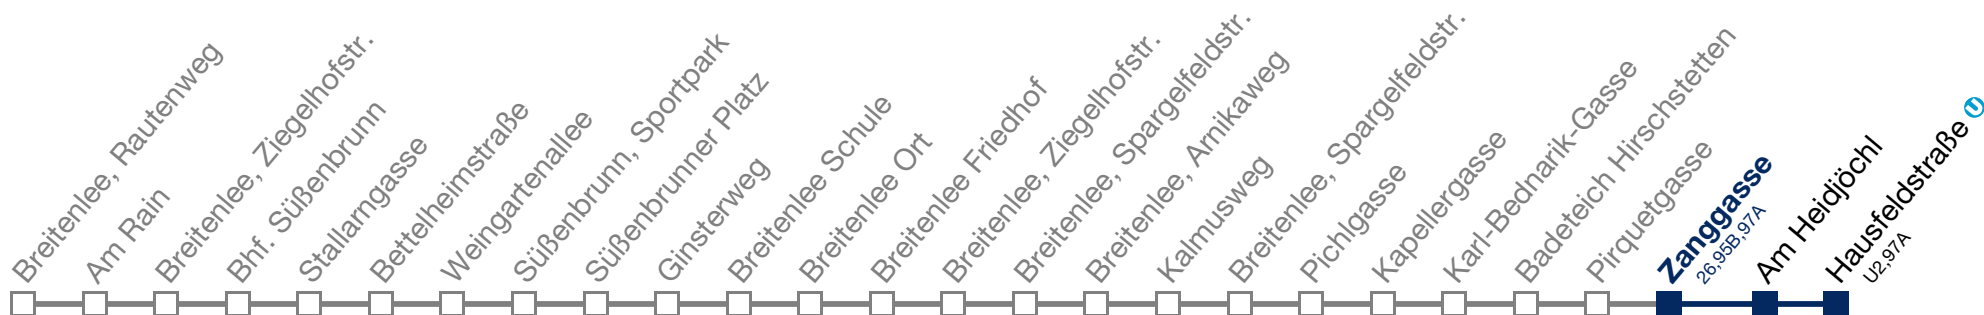 Breitenlee, Rautenweg
Am Rain
Breitenlee, Ziegelhofstr.
Bhf. Süßenbrunn
Stallarngasse
Bettelheimstraße
Weingartenallee
Süßenbrunn, Sportpark
Süßenbrunner Platz
Ginsterweg
Breitenlee Schule
Breitenlee Ort
Breitenlee Friedhof
Breitenlee, Ziegelhofstr.
Breitenlee, Spargelfeldstr.
Breitenlee, Arnikaweg
Kalmusweg
Breitenlee, Spargelfeldstr.
Pichlgasse
Kapellergasse
Karl-Bednarik-Gasse
Badeteich Hirschstetten
Pirquetgasse
Zanggasse
26,95B,97A
Am Heidjöchl
Hausfeldstraße U
U2,97A